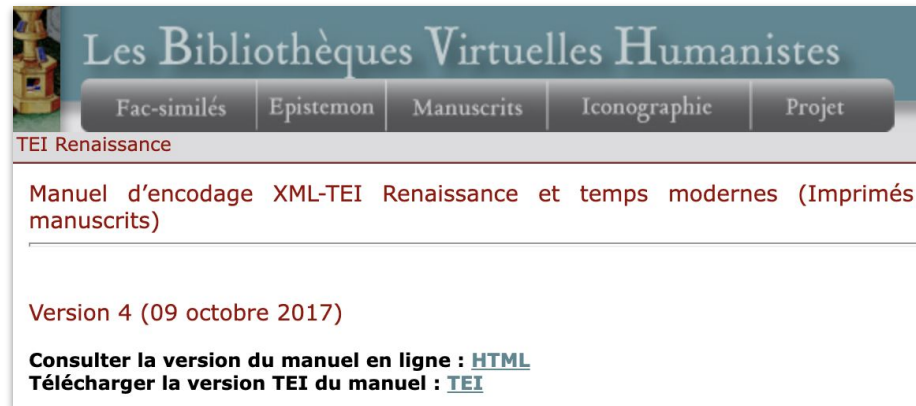 Les Bibliothèques Virtuelles Humanistes
Fac-similés Epistemon Manuscrits Iconographie Projet
TEI Renaissance
Manuel d’encodage XML-TEI Renaissance et temps modernes (Imprimés
manuscrits)
Version 4 (09 octobre 2017)
Consulter la version du manuel en ligne : HTML
Télécharger la version TEI du manuel : TEI